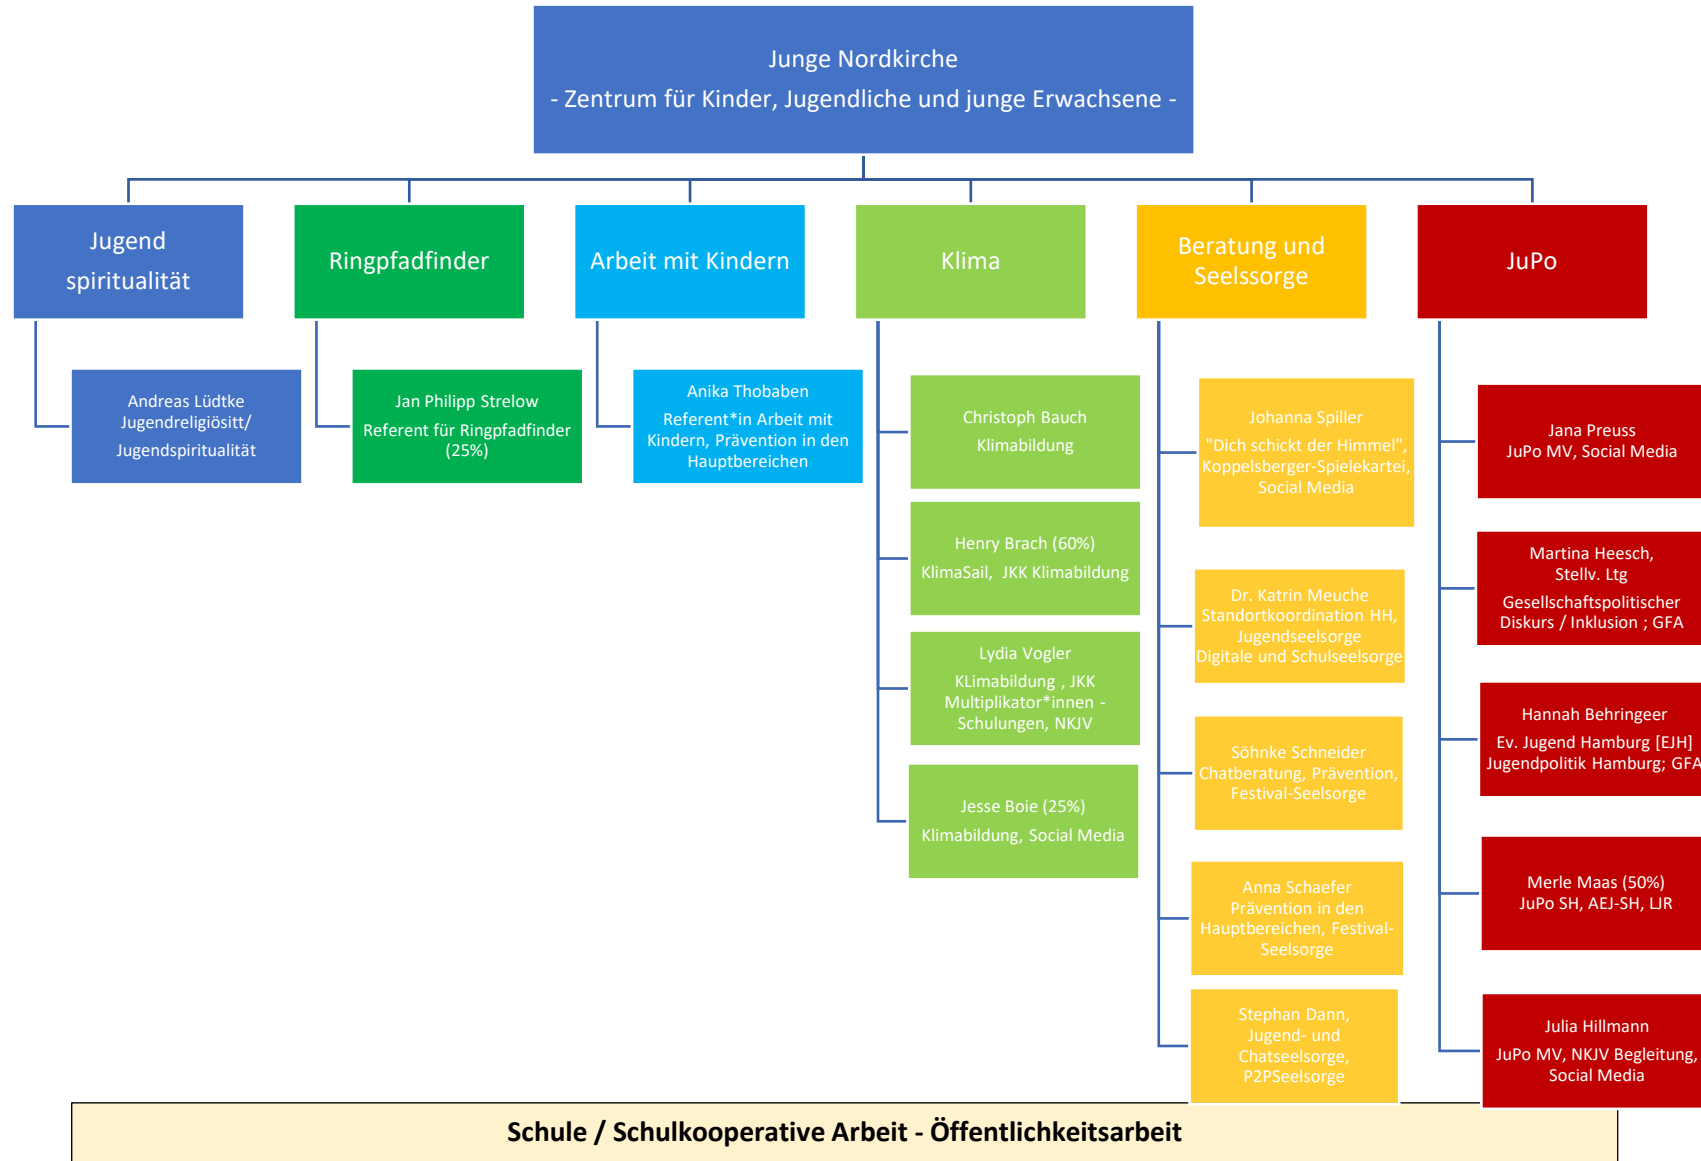 Junge Nordkirche
- Zentrum für Kinder, Jugendliche und junge Erwachsene -
Jugend
spiritualität
Ringpfadfinder
Arbeit mit Kindern
Klima
Beratung und
Seelssorge
JuPo
Andreas Lüdtke
Jugendreligiösitt/
Jugendspiritualität
Jan Philipp Strelow
Referent für Ringpfadfinder
(25%)
Anika Thobaben
Referent*in Arbeit mit
Kindern, Prävention in den
Hauptbereichen
Christoph Bauch
Klimabildung
Henry Brach (60%)
KlimaSail, JKK Klimabildung
Lydia Vogler
KLimabildung , JKK
Multiplikator*innen -
Schulungen, NKJV
Jesse Boie (25%)
Klimabildung, Social Media
Johanna Spiller
"Dich schickt der Himmel",
Koppelsberger-Spielekartei,
Social Media
Dr. Katrin Meuche
Standortkoordination HH,
Jugendseelsorge
Digitale und Schulseelsorge
Söhnke Schneider
Chatberatung, Prävention,
Festival-Seelsorge
Anna Schaefer
Prävention in den
Hauptbereichen, Festival-
Seelsorge
Stephan Dann,
Jugend- und
Chatseelsorge,
P2PSeelsorge
Jana Preuss
JuPo MV, Social Media
Martina Heesch,
Stellv. Ltg
Gesellschaftspolitischer
Diskurs / Inklusion ; GFA
Hannah Behringeer
Ev. Jugend Hamburg [EJH]
Jugendpolitik Hamburg; GFA
Merle Maas (50%)
JuPo SH, AEJ-SH, LJR
Julia Hillmann
JuPo MV, NKJV Begleitung,
Social Media
Schule / Schulkooperative Arbeit - Öffentlichkeitsarbeit